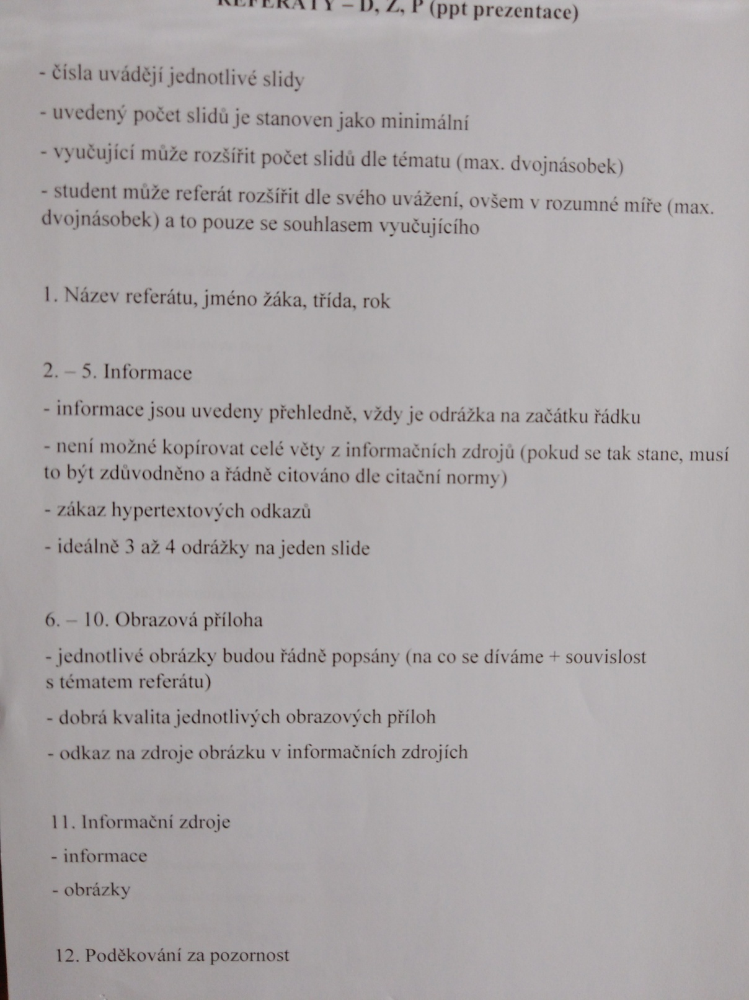 REFERÁTY – D, Z, P (ppt prezentace)
- čísla uvádějí jednotlivé slidy
- uvedený počet slidů je stanoven jako minimální
- vyučující může rozšířit počet slidů dle tématu (max. dvojnásobek)
- student může referát rozšířit dle svého uvážení, ovšem v rozumné míře (max.
dvojnásobek) a to pouze se souhlasem vyučujícího
1. Název referátu, jméno žáka, třída, rok
2. – 5. Informace
- informace jsou uvedeny přehledně, vždy je odrážka na začátku řádku
- není možné kopírovat celé věty z informačních zdrojů (pokud se tak stane, musí
to být zdůvodněno a řádně citováno dle citační normy)
- zákaz hypertextových odkazů
- ideálně 3 až 4 odrážky na jeden slide
6. – 10. Obrazová příloha
- jednotlivé obrázky budou řádně popsány (na co se díváme + souvislost
s tématem referátu)
- dobrá kvalita jednotlivých obrazových příloh
- odkaz na zdroje obrázku v informačních zdrojích
11. Informační zdroje
- informace
- obrázky
12. Poděkování za pozornost